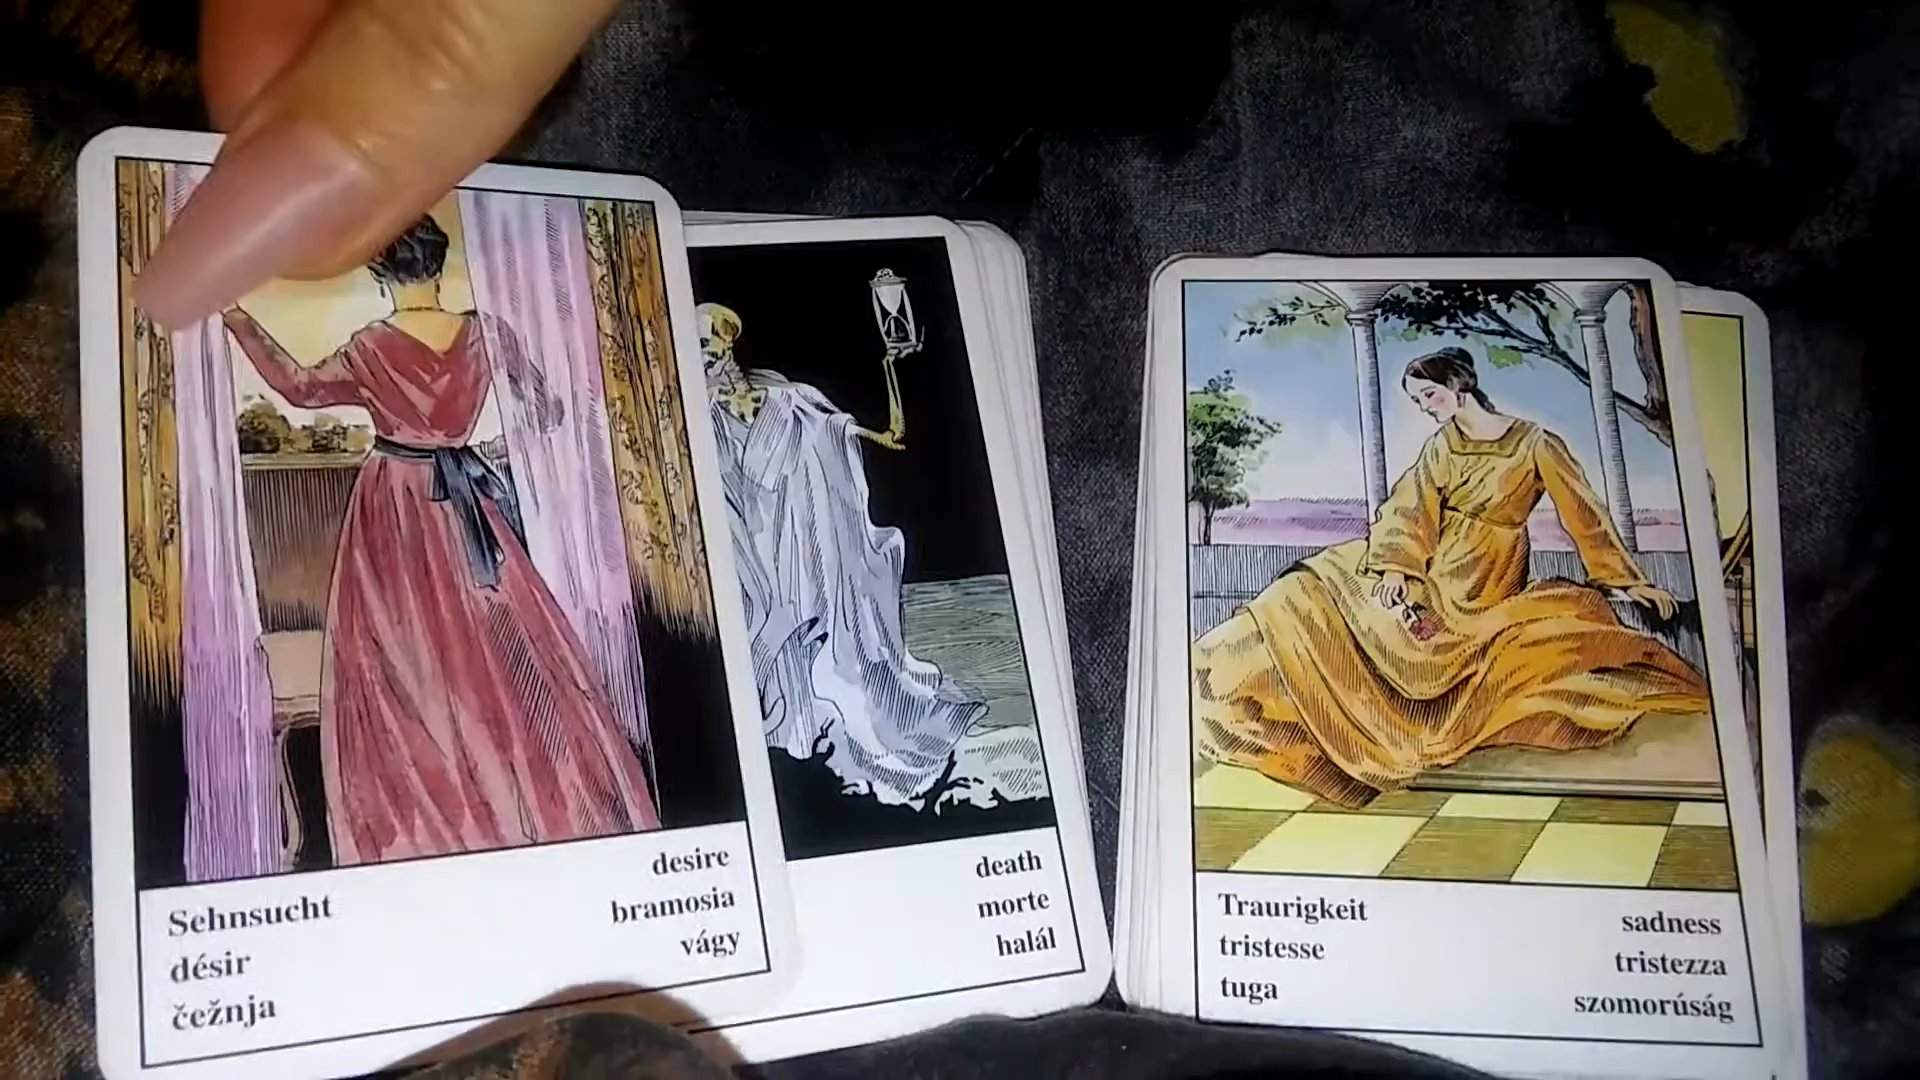 Sehnsucht
désir
čežnja
desire
bramosia
vágy
death
morte
halál
Traurigkeit
tristesse
tuga
sadness
tristezza
szomorúság